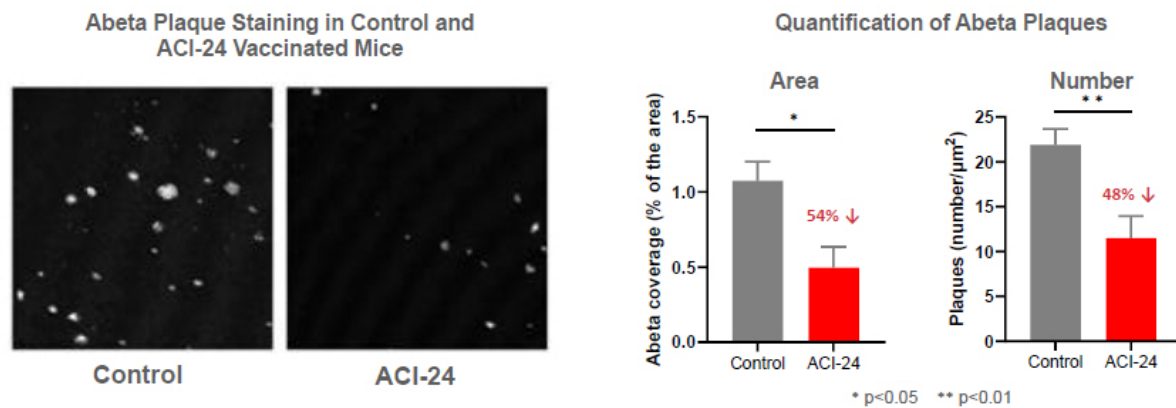 Abeta Plaque Staining in Control and
ACI-24 Vaccinated Mice
Control
ACI-24
Quantification of Abeta Plaques
Area
Abeta coverage (% of the area)
1.5
1.0
0.5
0.0
*
54% ↓
Control
ACI-24
Number
Plaques (number/µm²)
25
20
15
10
5
0
**
48% ↓
Control
ACI-24
* p<0.05 ** p<0.01